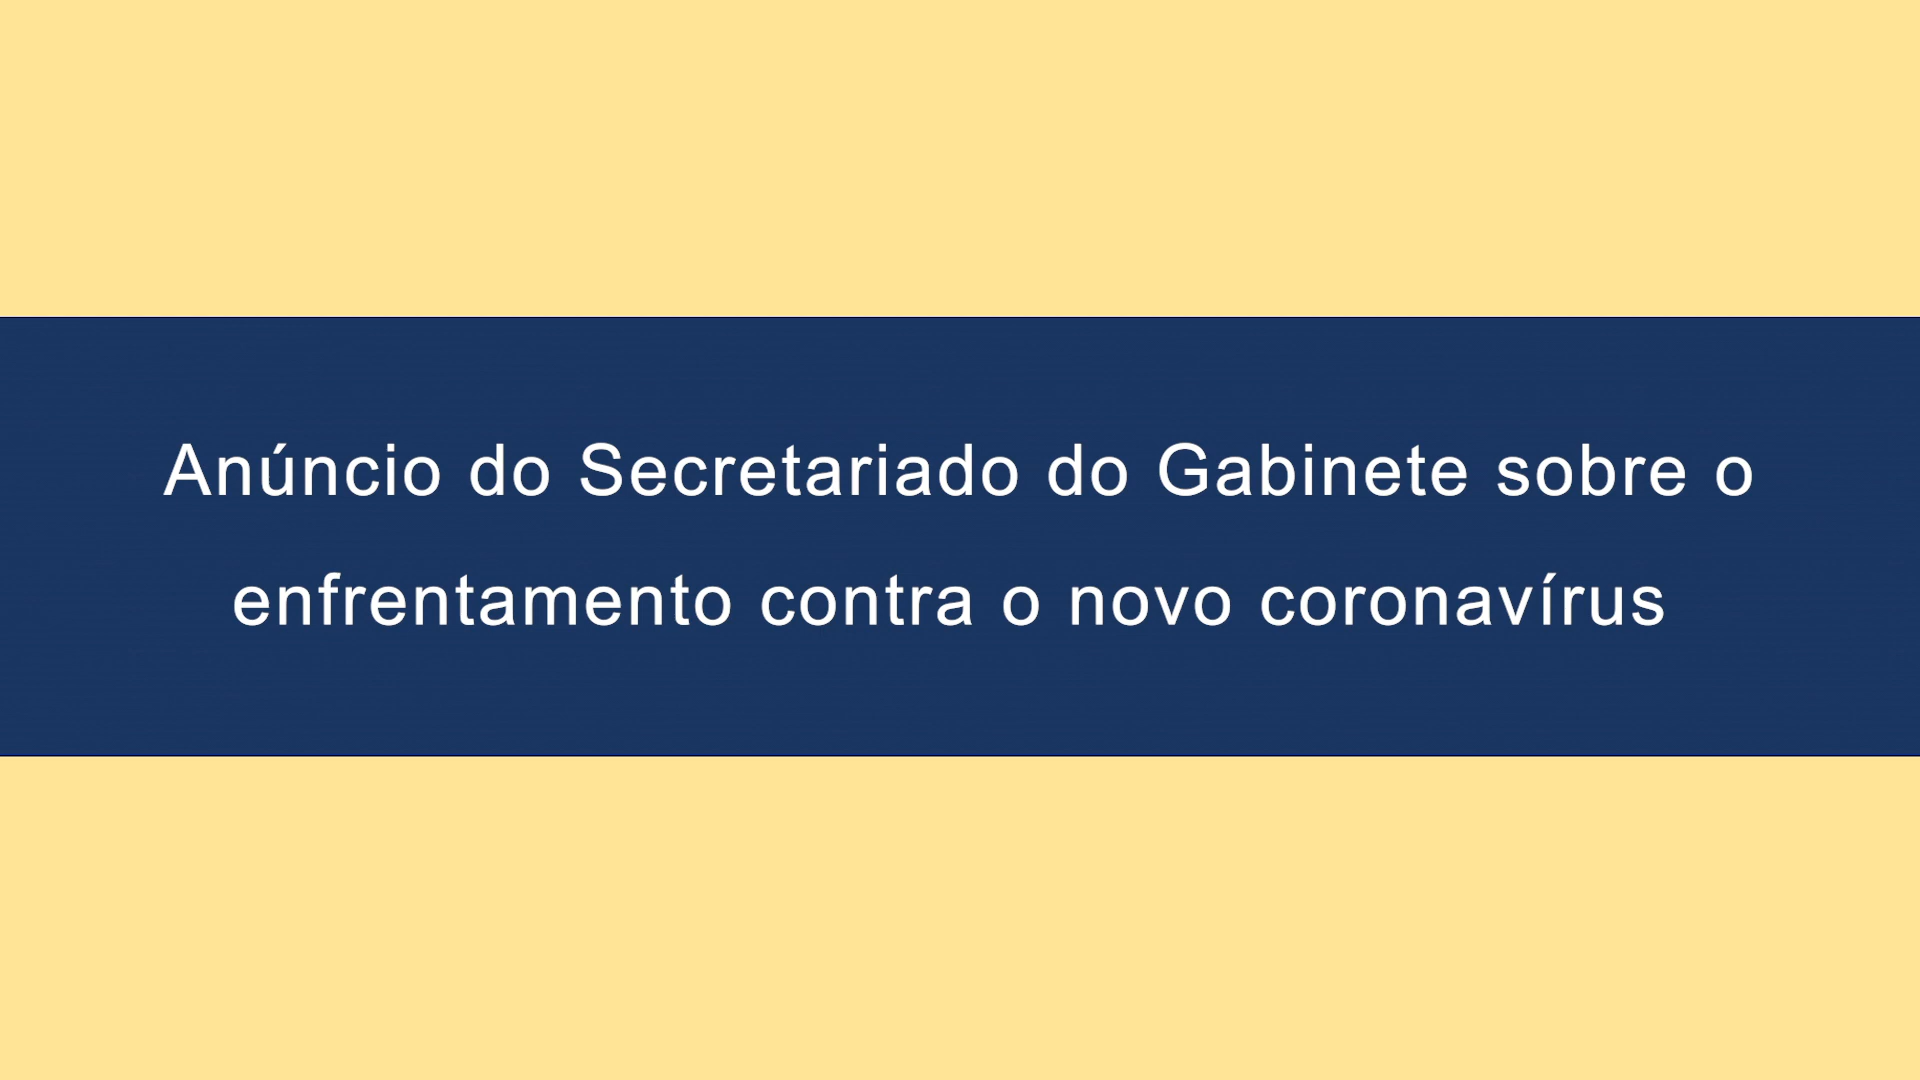 Anúncio do Secretariado do Gabinete sobre o
enfrentamento contra o novo coronavírus